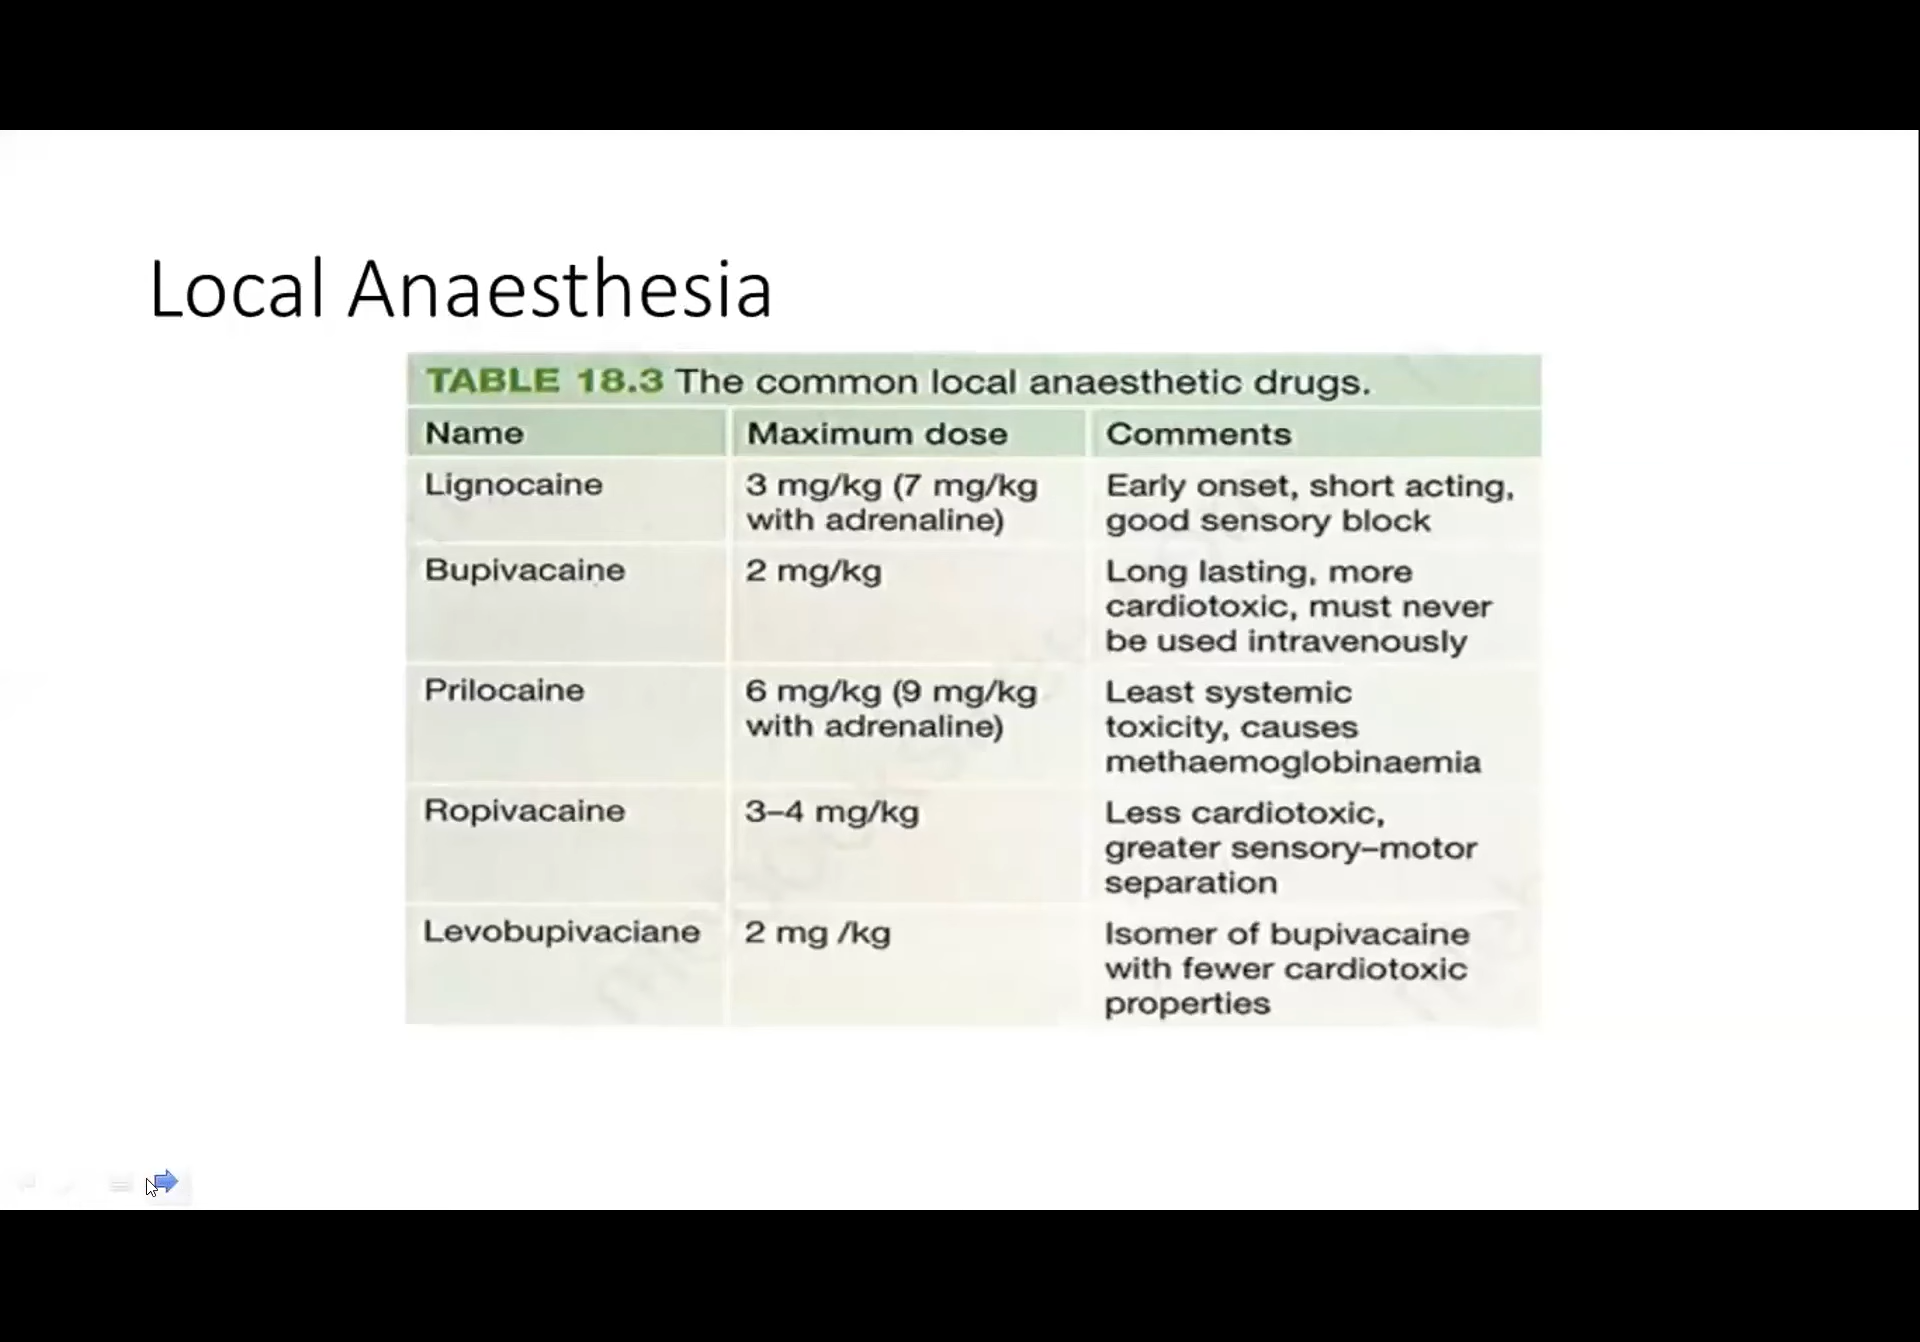 Local Anaesthesia
TABLE 18.3 The common local anaesthetic drugs.
Name Maximum dose Comments
Lignocaine 3 mg/kg (7 mg/kg Early onset, short acting,
with adrenaline) good sensory block
Bupivacaine 2 mg/kg Long lasting, more
cardiotoxic, must never
be used intravenously
Prilocaine 6 mg/kg (9 mg/kg Least systemic
with adrenaline) toxicity, causes
methaemoglobinaemia
Ropivacaine 3–4 mg/kg Less cardiotoxic,
greater sensory–motor
separation
Levobupivaciane 2 mg /kg Isomer of bupivacaine
with fewer cardiotoxic
properties